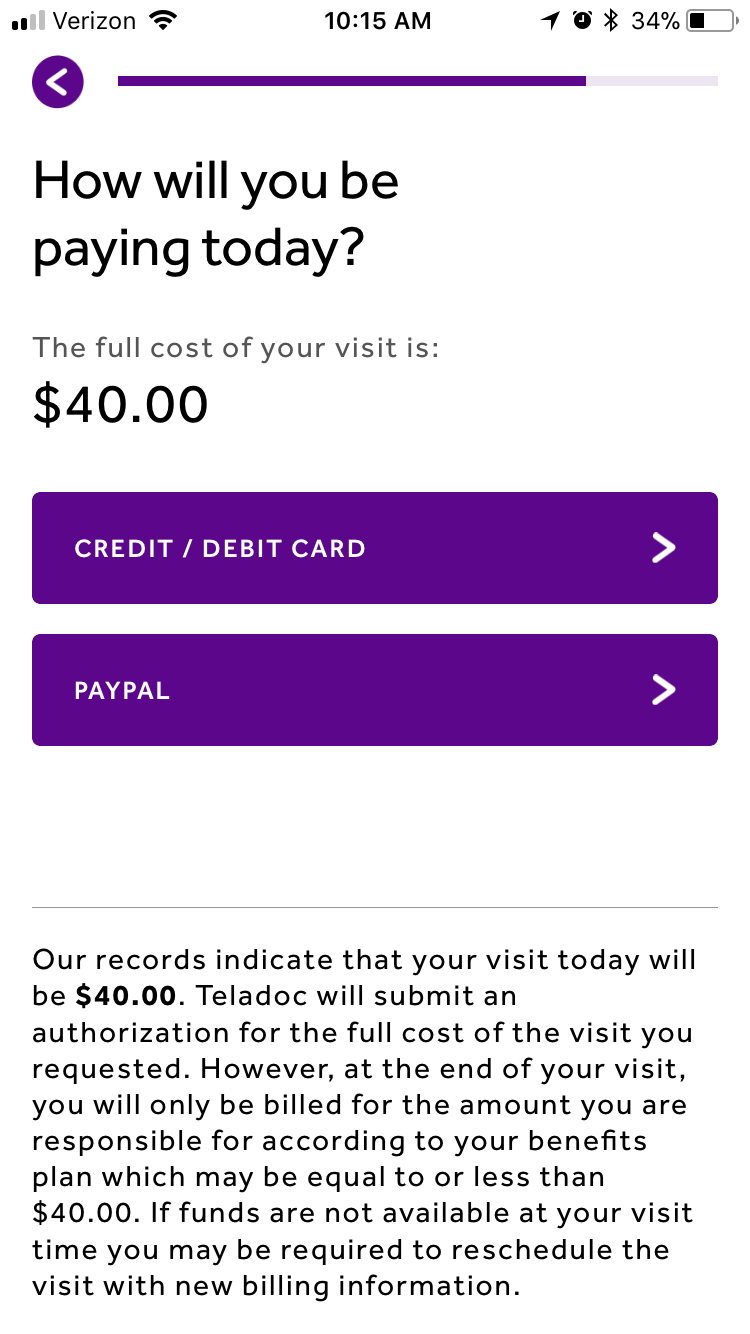 Verizon 10:15 AM 34%
How will you be
paying today?
The full cost of your visit is:
$40.00
CREDIT / DEBIT CARD
PAYPAL
Our records indicate that your visit today will
be $40.00. Teladoc will submit an
authorization for the full cost of the visit you
requested. However, at the end of your visit,
you will only be billed for the amount you are
responsible for according to your benefits
plan which may be equal to or less than
$40.00. If funds are not available at your visit
time you may be required to reschedule the
visit with new billing information.